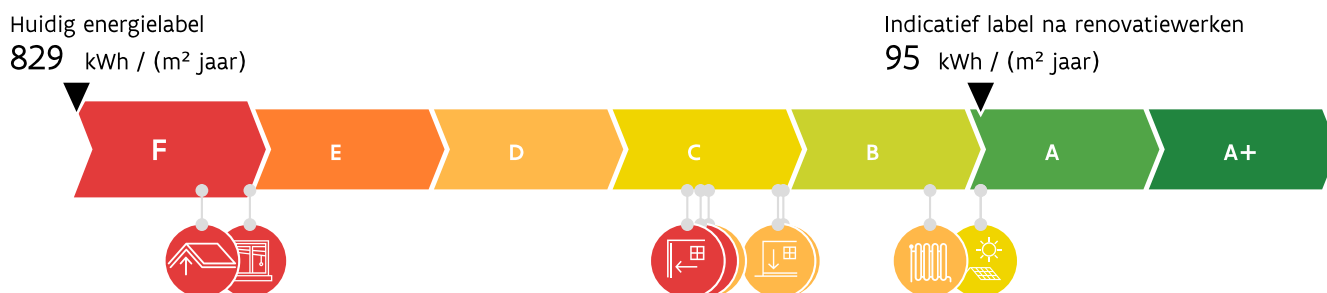 Huidig energielabel
829 kWh / (m² jaar)
Indicatief label na renovatiewerken
95 kWh / (m² jaar)
F E D C B A A+